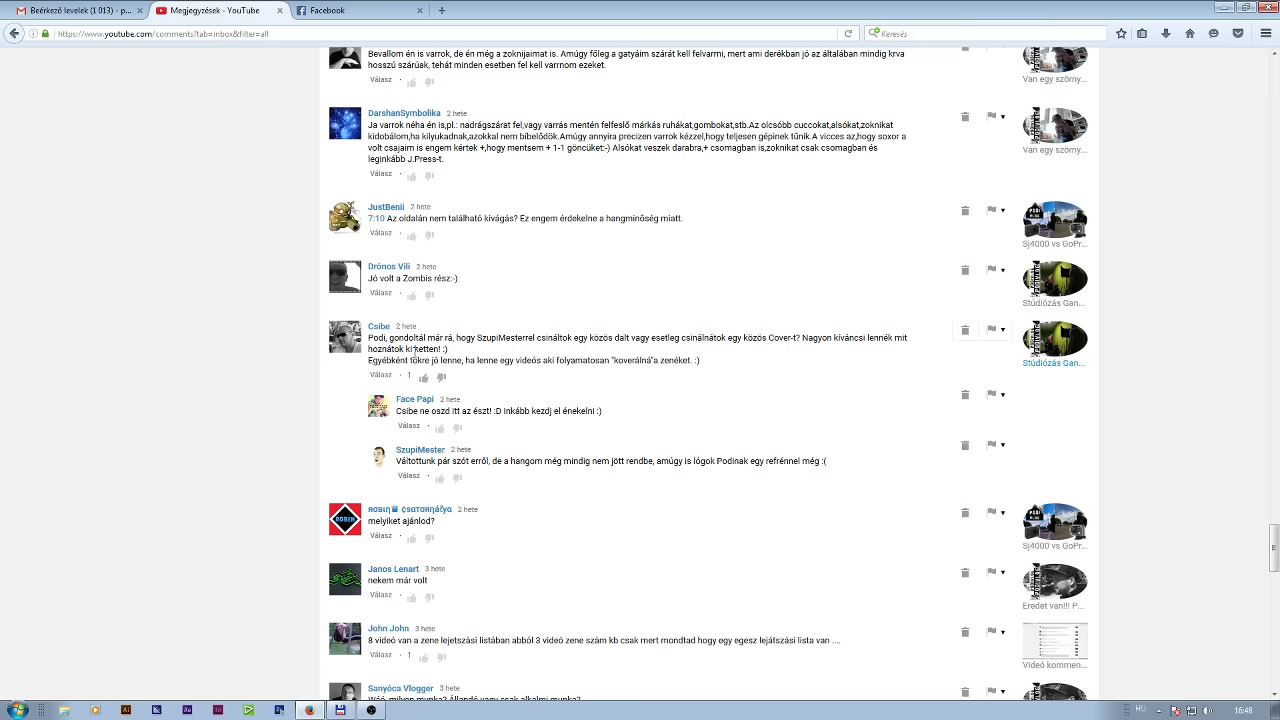 Beérkező levelek (1 013) - p...
Megjegyzések - YouTube
Facebook
https://www.youtube.com/comments?tab=inbox&filter=all
Keresés
Bevallom én is varrok, de én még a zoknijaimat is. Amúgy főleg a gatyáim szárát kell felvarrni, mert ami derékban jó az általában mindig krva
hosszú szárúak, tehát minden esetben fel kell varrnom ezeket.
Válasz
Van egy szörny...
DarshanSymbolika 2 hete
Ja varrok néha én is,pl.: nadrágszárat fel,vagy varrás mentén felfeslő márkás ruhákat,gombokat,stb.Az olcsóbb cuccokat,alsókat,zoknikat
kidobálom,ha kilyukadtnak,azokkal nem bíbelődök.Amúgy annyira precízen varrok kézzel,hogy teljesen gépinek tűnik.A vicces az,hogy soxor a
volt csajaim is engem kértek +,hogy mentsem + 1-1 göncüket:-) Alsókat veszek darabra,+ csomagban is,zoknikat csak csomagban és
leginkább J.Press-t.
Válasz
Van egy szörny...
JustBenii 2 hete
7:10 Az oldalán nem található kivágás? Ez engem érdekelne a hangminőség miatt.
Válasz
Sj4000 vs GoPr...
Drónos Vili 2 hete
Jó volt a Zombis rész:-)
Válasz
Stúdiózás Gan...
Csibe 2 hete
Podi, gondoltál már rá, hogy SzupiMesterrel csináltok egy közös dalt vagy esetleg csinálnátok egy közös Cover-t? Nagyon kíváncsi lennék mit
hoznátok ki ketten! :)
Egyébként tökre jó lenne, ha lenne egy videós aki folyamatosan "koverálná"a zenéket. :)
Válasz · 1
Stúdiózás Gan...
Face Papi 2 hete
Csibe ne oszd itt az észt! :D Inkább kezdj el énekelni :)
Válasz
SzupiMester 2 hete
Váltottunk pár szót erről, de a hangom még mindig nem jött rendbe, amúgy is lógok Podinak egy refrénnel még :(
Válasz
2 hete
melyiket ajánlod?
Válasz
Sj4000 vs GoPr...
Janos Lenart 3 hete
nekem már volt
Válasz
Eredet van!!! P...
John John 3 hete
8 videó van a zene lejetszési listában abból 3 videó zene szám kb csak mert mondtad hogy egy egesz lejátzási lista van ....
Válasz · 1
Videó kommen...
Sanyóca Vlogger 3 hete
HU
16:48